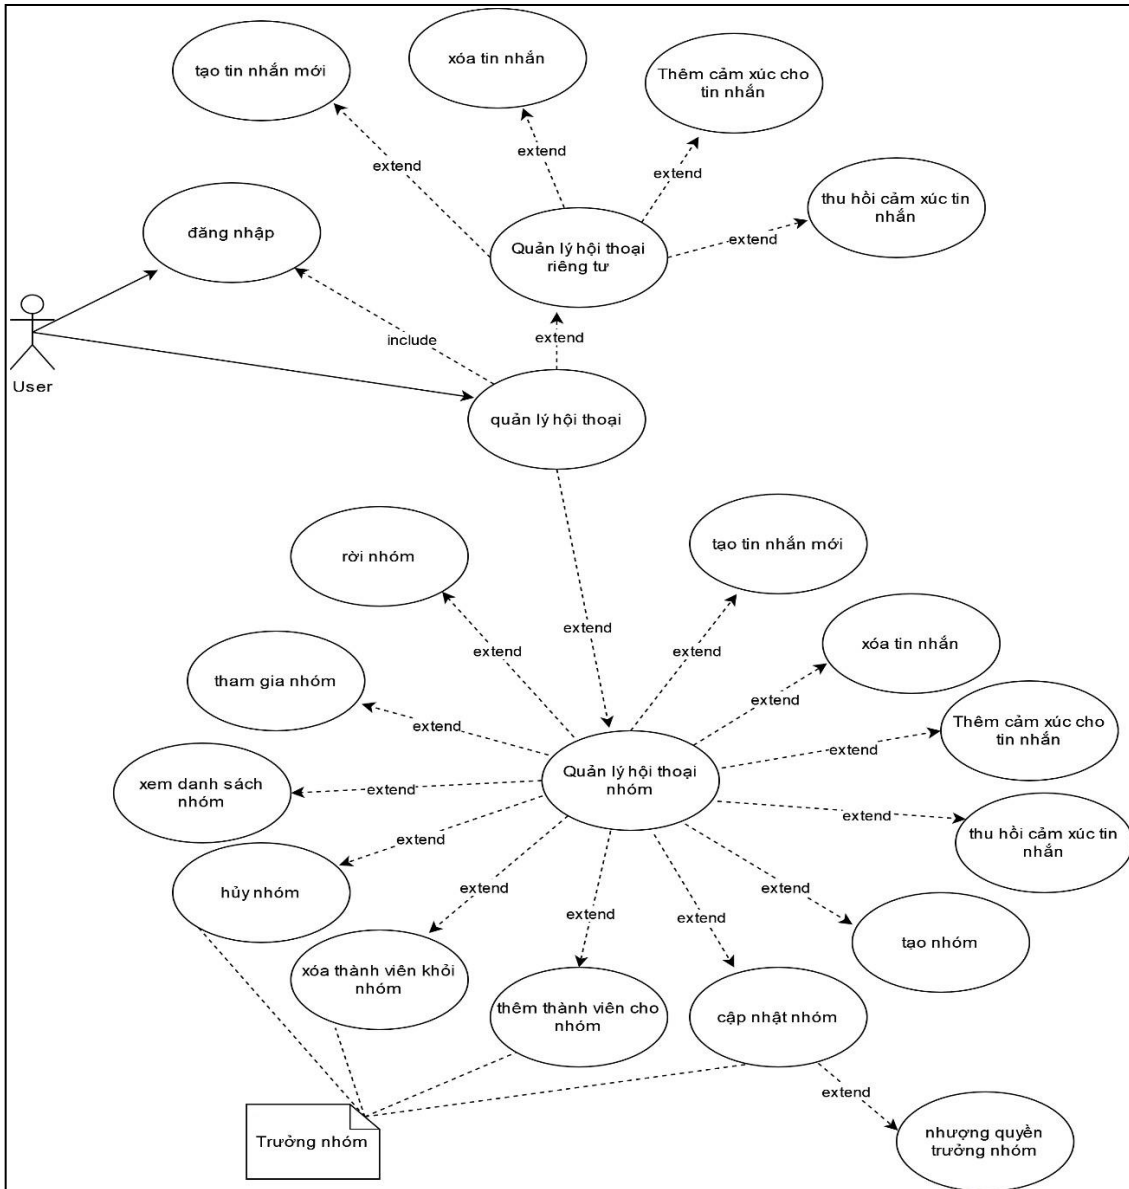 tạo tin nhắn mới
xóa tin nhắn
Thêm cảm xúc cho
tin nhắn
extend
extend
extend
thu hồi cảm xúc tin
nhắn
đăng nhập
Quản lý hội thoại
riêng tư
extend
User
include
extend
quản lý hội thoại
rời nhóm
tạo tin nhắn mới
extend
extend
extend
xóa tin nhắn
tham gia nhóm
extend
extend
Thêm cảm xúc cho
tin nhắn
extend
xem danh sách
nhóm
extend
Quản lý hội thoại
nhóm
extend
thu hồi cảm xúc tin
nhắn
hủy nhóm
extend
extend
extend
extend
extend
tạo nhóm
xóa thành viên khỏi
nhóm
thêm thành viên cho
nhóm
cập nhật nhóm
extend
Trưởng nhóm
nhượng quyền
trưởng nhóm